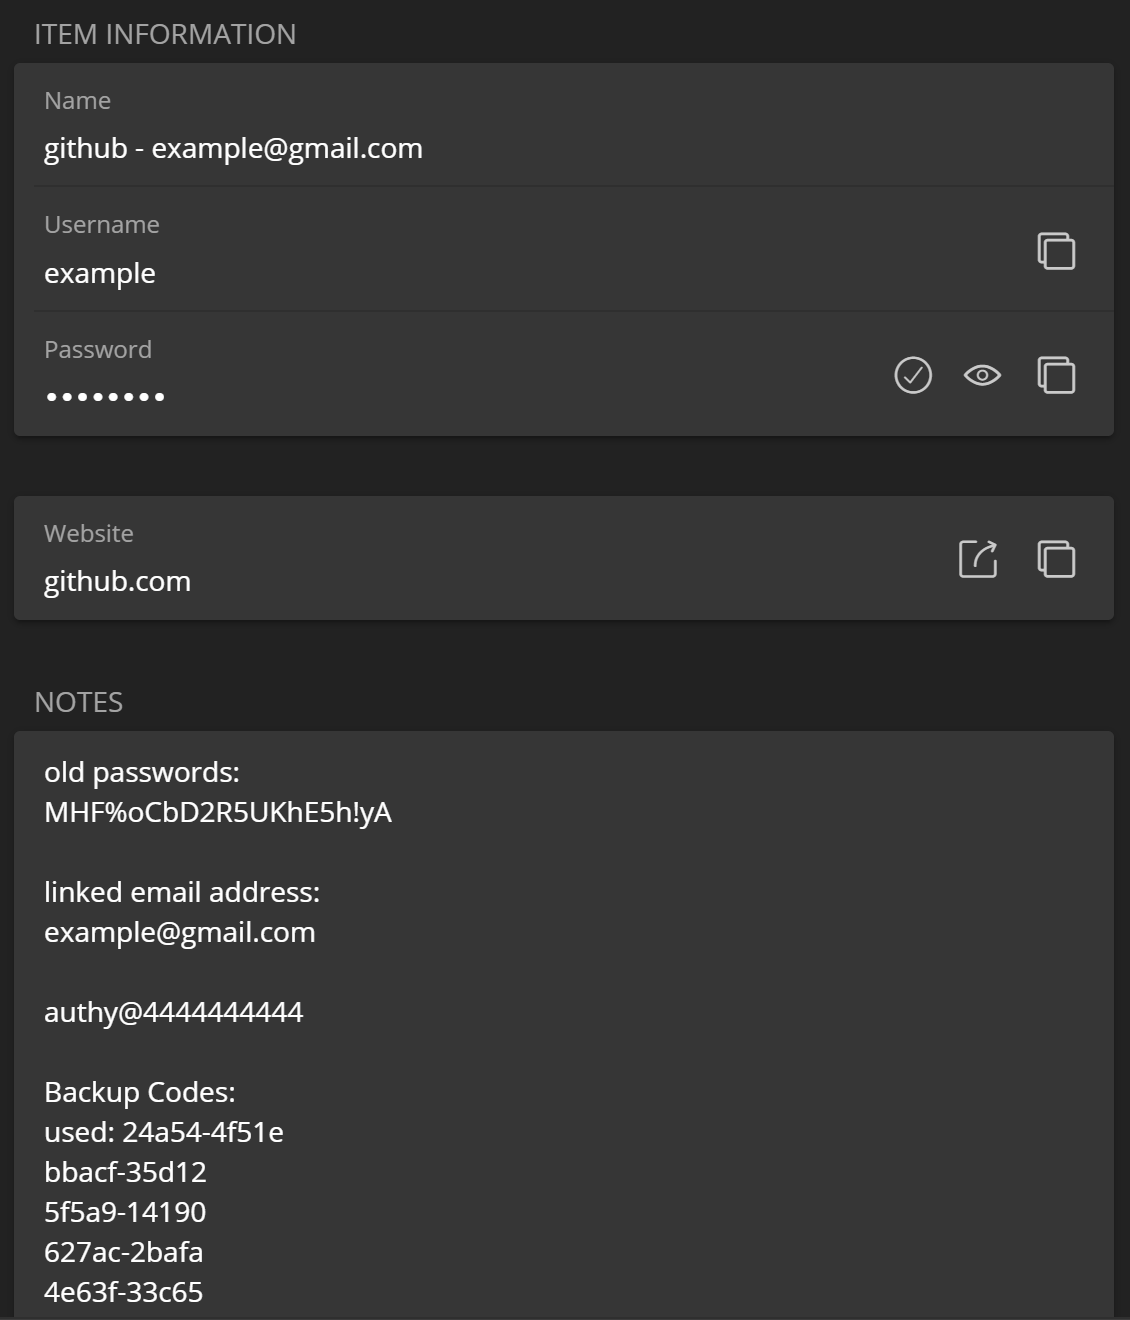 ITEM INFORMATION
Name
github - example@gmail.com
Username
example
Password
••••••••
Website
github.com
NOTES
old passwords:
MHF%oCbD2R5UKhE5h!yA
linked email address:
example@gmail.com
authy@4444444444
Backup Codes:
used: 24a54-4f51e
bbacf-35d12
5f5a9-14190
627ac-2bafa
4e63f-33c65